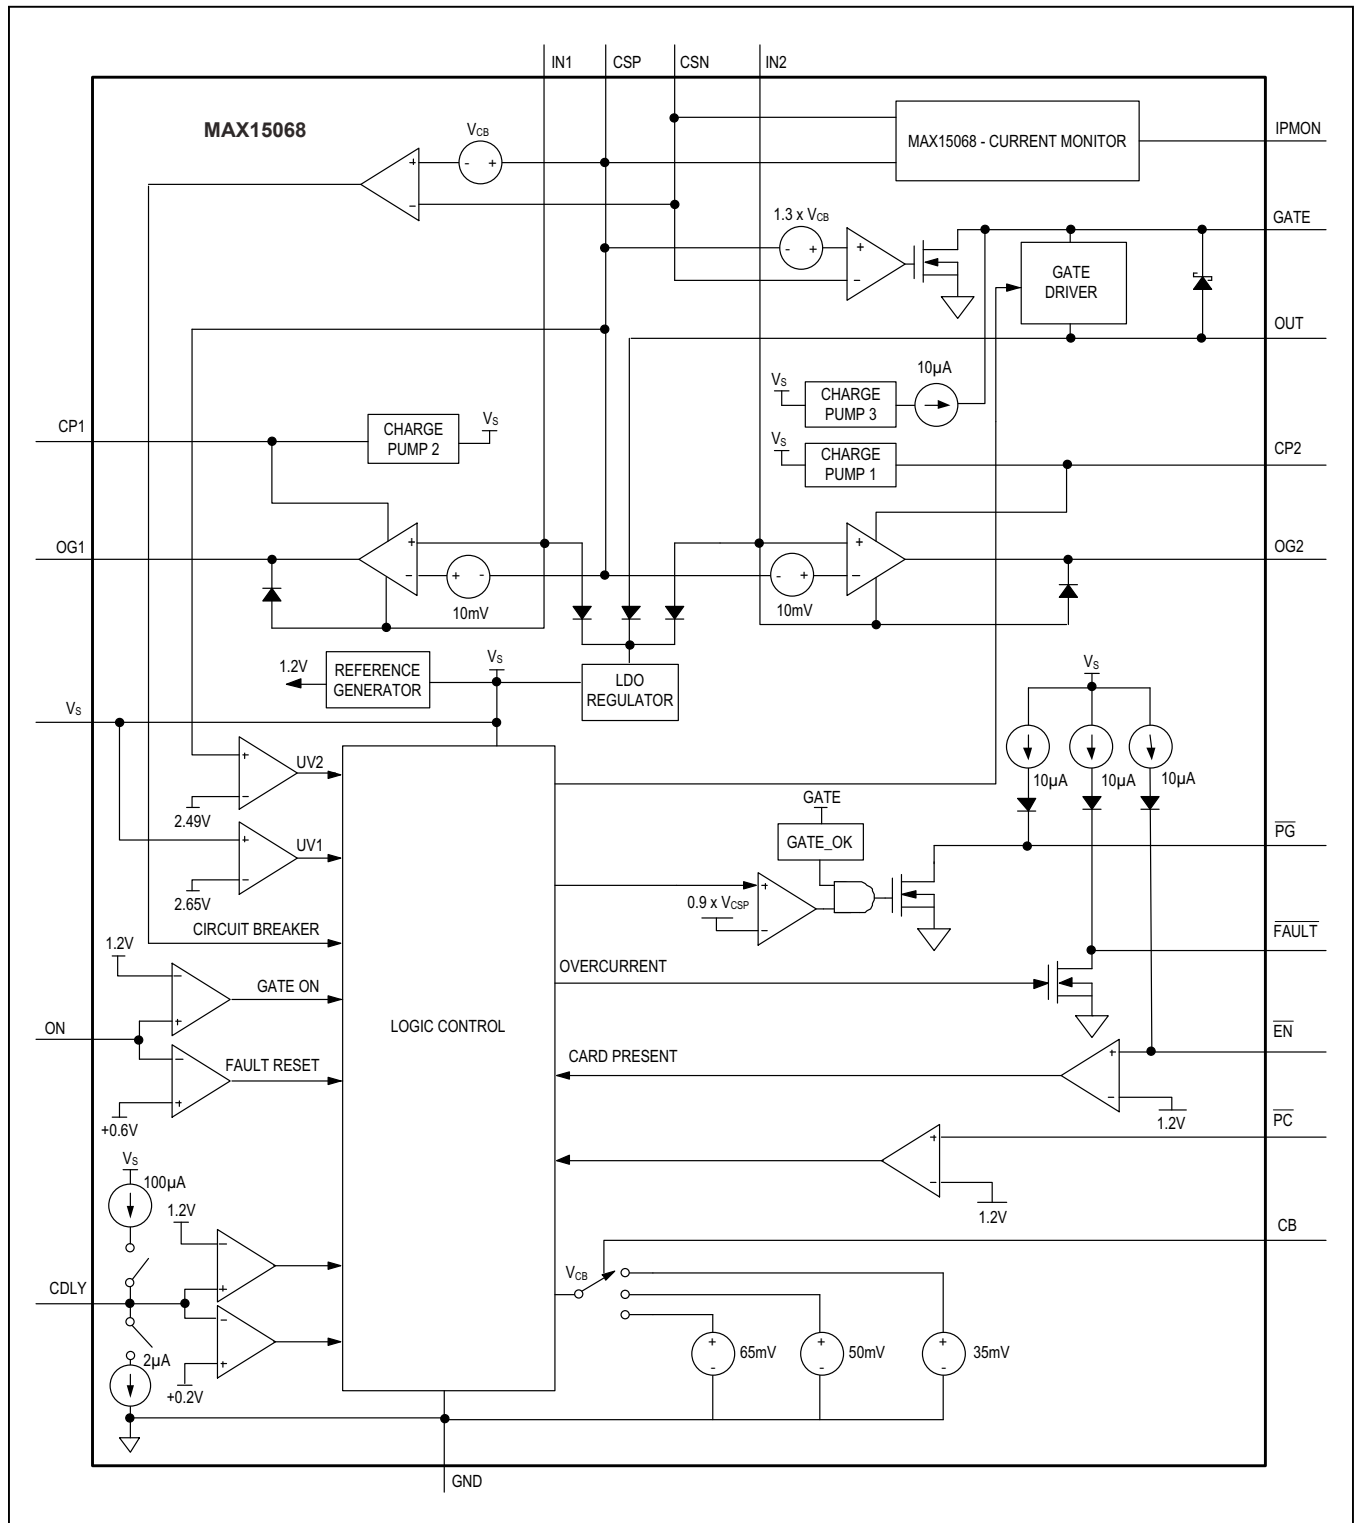 IN1
CSP
CSN
IN2
MAX15068
VCB
- +
+
-
MAX15068 - CURRENT MONITOR
IPMON
1.3 x VCB
- +
+
-
GATE
GATE
DRIVER
OUT
10µA
VS
CHARGE
PUMP 3
CP1
CHARGE
PUMP 2
VS
VS
CHARGE
PUMP 1
CP2
OG1
+
-
+ -
10mV
- +
10mV
+
-
OG2
1.2V
REFERENCE
GENERATOR
VS
LDO
REGULATOR
VS
VS
10µA
10µA
10µA
+
-
UV2
2.49V
+
-
UV1
2.65V
GATE
GATE_OK
PG
0.9 x VCSP
+
-
CIRCUIT BREAKER
1.2V
FAULT
OVERCURRENT
-
+
GATE ON
ON
LOGIC CONTROL
EN
-
+
FAULT RESET
+0.6V
CARD PRESENT
+
-
1.2V
PC
+
-
1.2V
VS
100µA
1.2V
-
+
CB
VCB
CDLY
-
+
2µA
+0.2V
+
-
65mV
+
-
50mV
+
-
35mV
GND